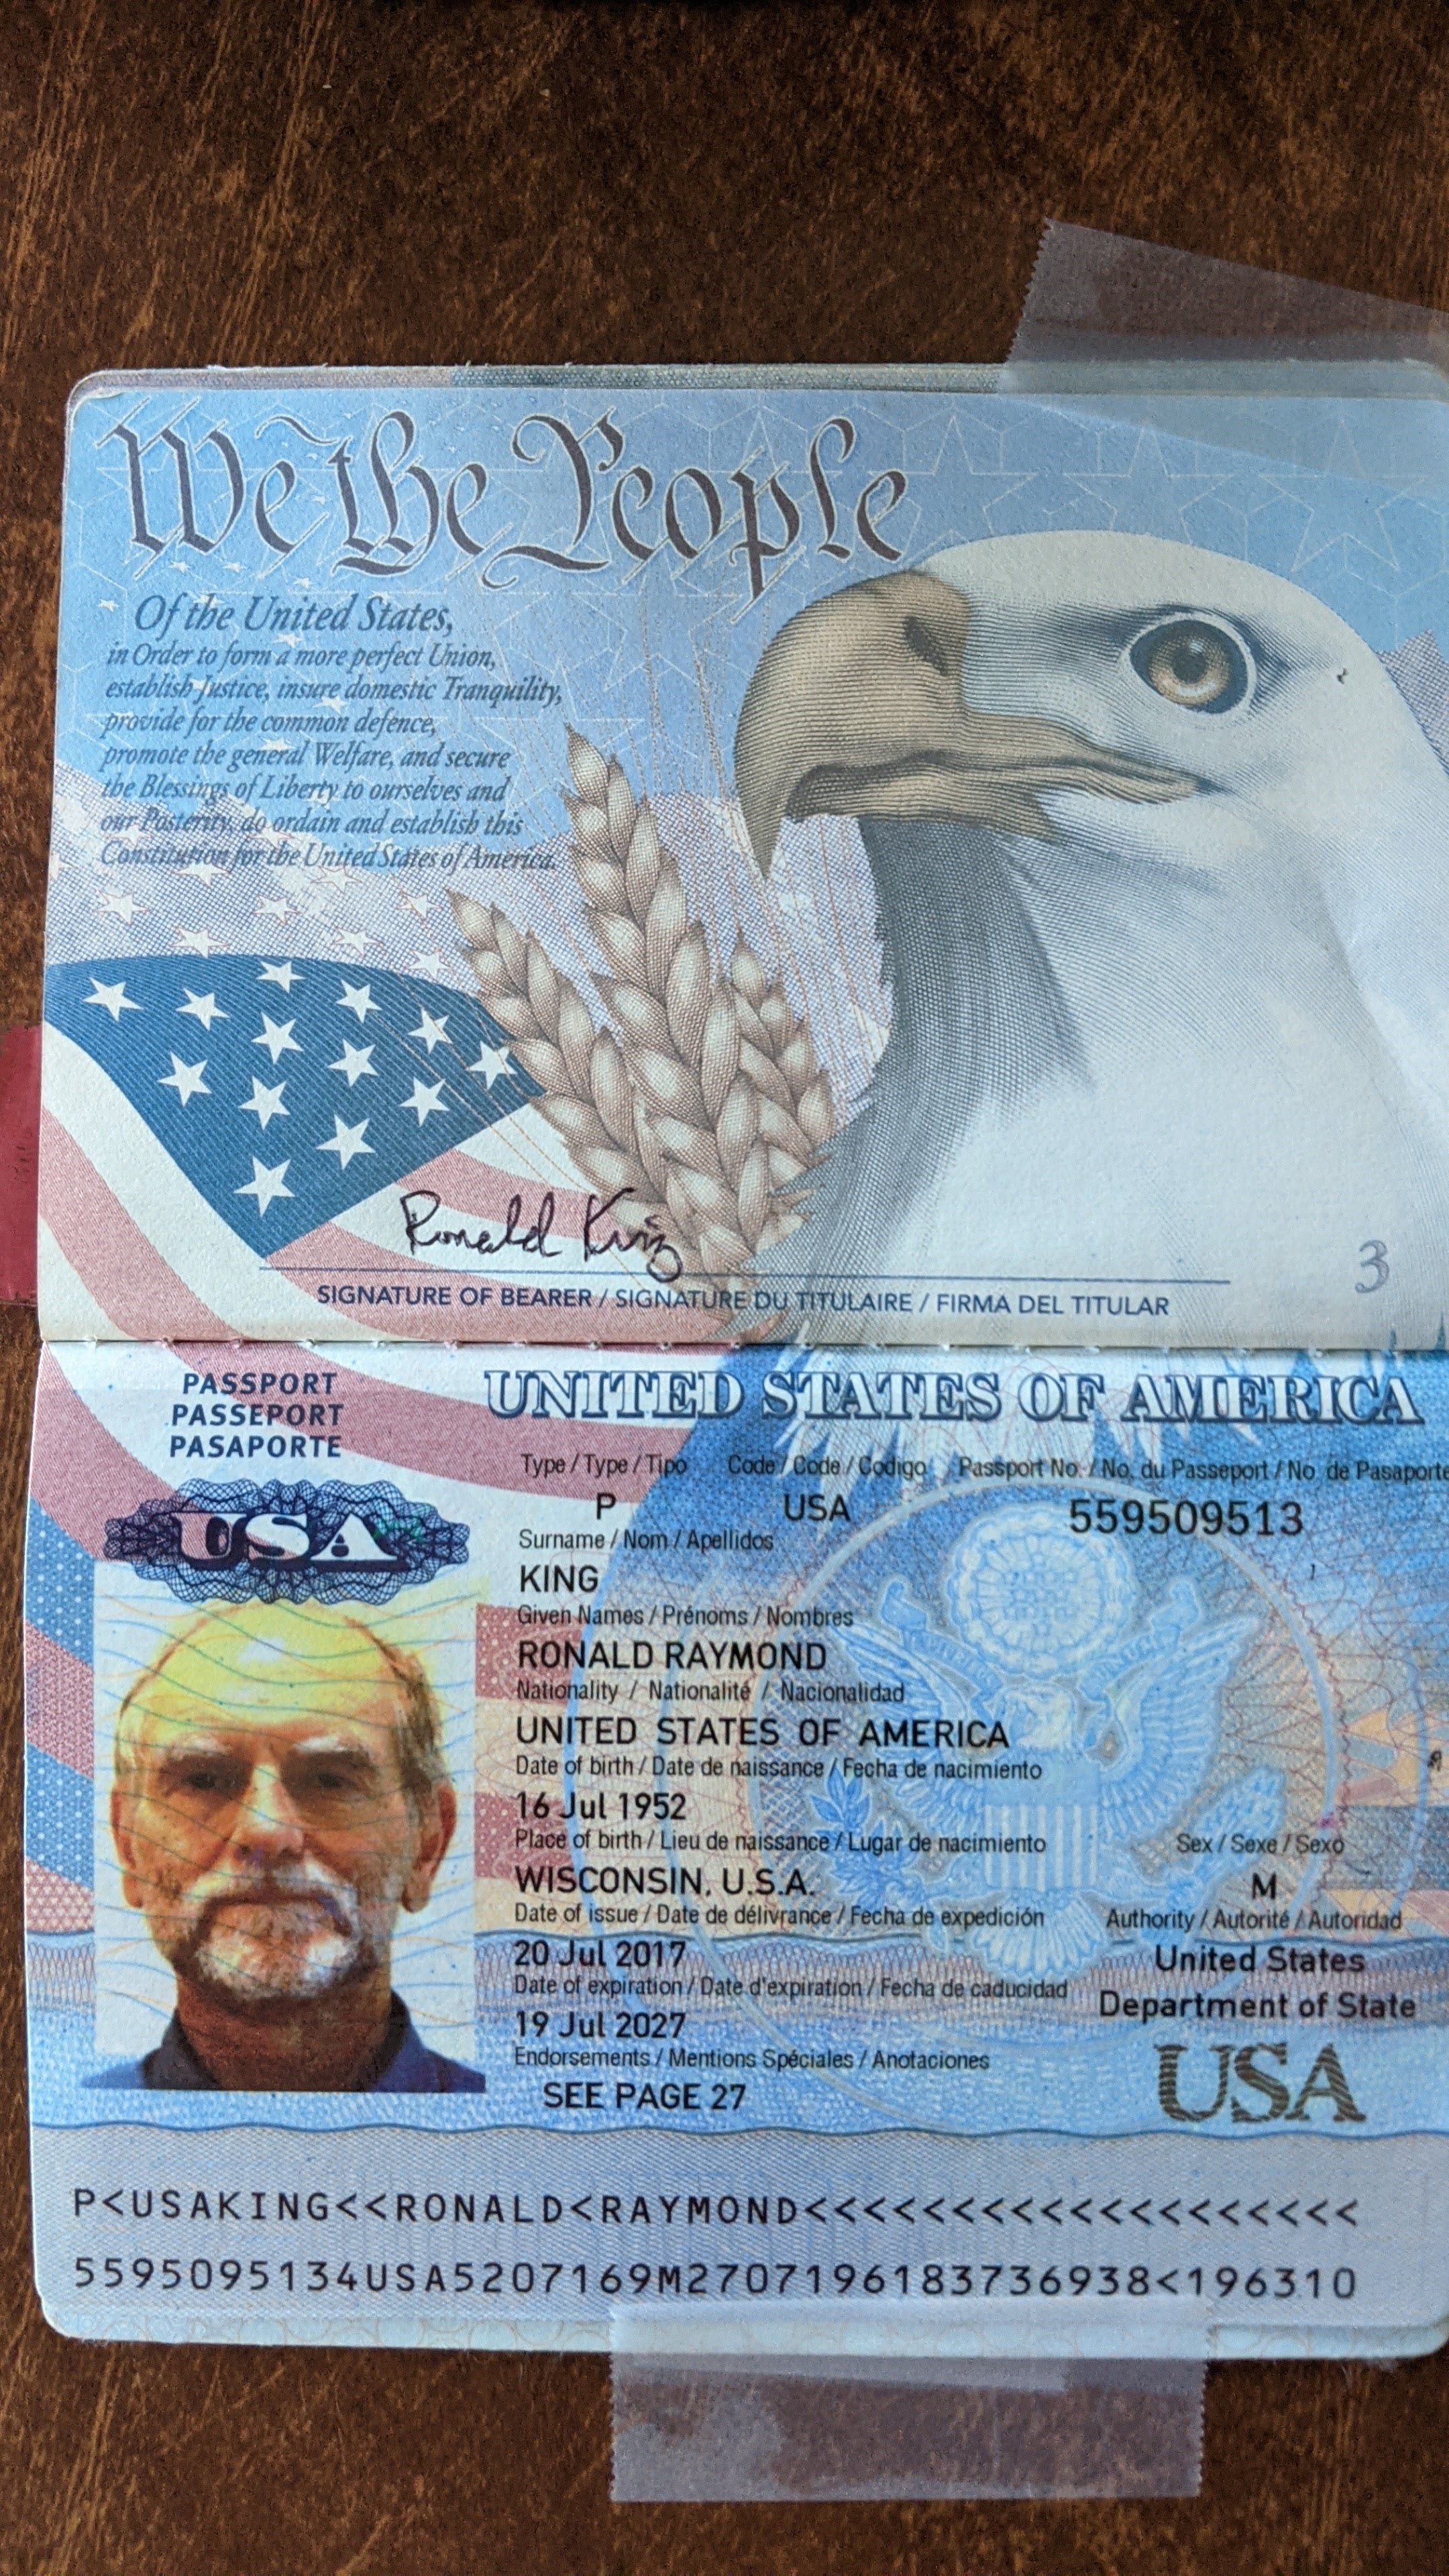 We the People
Of the United States,
in Order to form a more perfect Union,
establish Justice, insure domestic Tranquility,
provide for the common defence,
promote the general Welfare, and secure
the Blessings of Liberty to ourselves and
our Posterity, do ordain and establish this
Constitution for the United States of America.
Ronald King
SIGNATURE OF BEARER / SIGNATURE DU TITULAIRE / FIRMA DEL TITULAR
3
PASSPORT
PASSEPORT
PASAPORTE
USA
UNITED STATES OF AMERICA
Type / Type / Tipo Code / Code / Codigo Passport No. / No. du Passeport / No. de Pasaporte
P USA 559509513
Surname / Nom / Apellidos
KING
Given Names / Prénoms / Nombres
RONALD RAYMOND
Nationality / Nationalité / Nacionalidad
UNITED STATES OF AMERICA
Date of birth / Date de naissance / Fecha de nacimiento
16 Jul 1952
Place of birth / Lieu de naissance / Lugar de nacimiento Sex / Sexe / Sexo
WISCONSIN, U.S.A. M
Date of issue / Date de délivrance / Fecha de expedición Authority / Autorité / Autoridad
20 Jul 2017 United States
Date of expiration / Date d'expiration / Fecha de caducidad Department of State
19 Jul 2027
Endorsements / Mentions Spéciales / Anotaciones
SEE PAGE 27 USA
P<USAKING<<RONALD<RAYMOND<<<<<<<<<<<<<<<<<<<
5595095134USA5207169M2707196183736938<196310